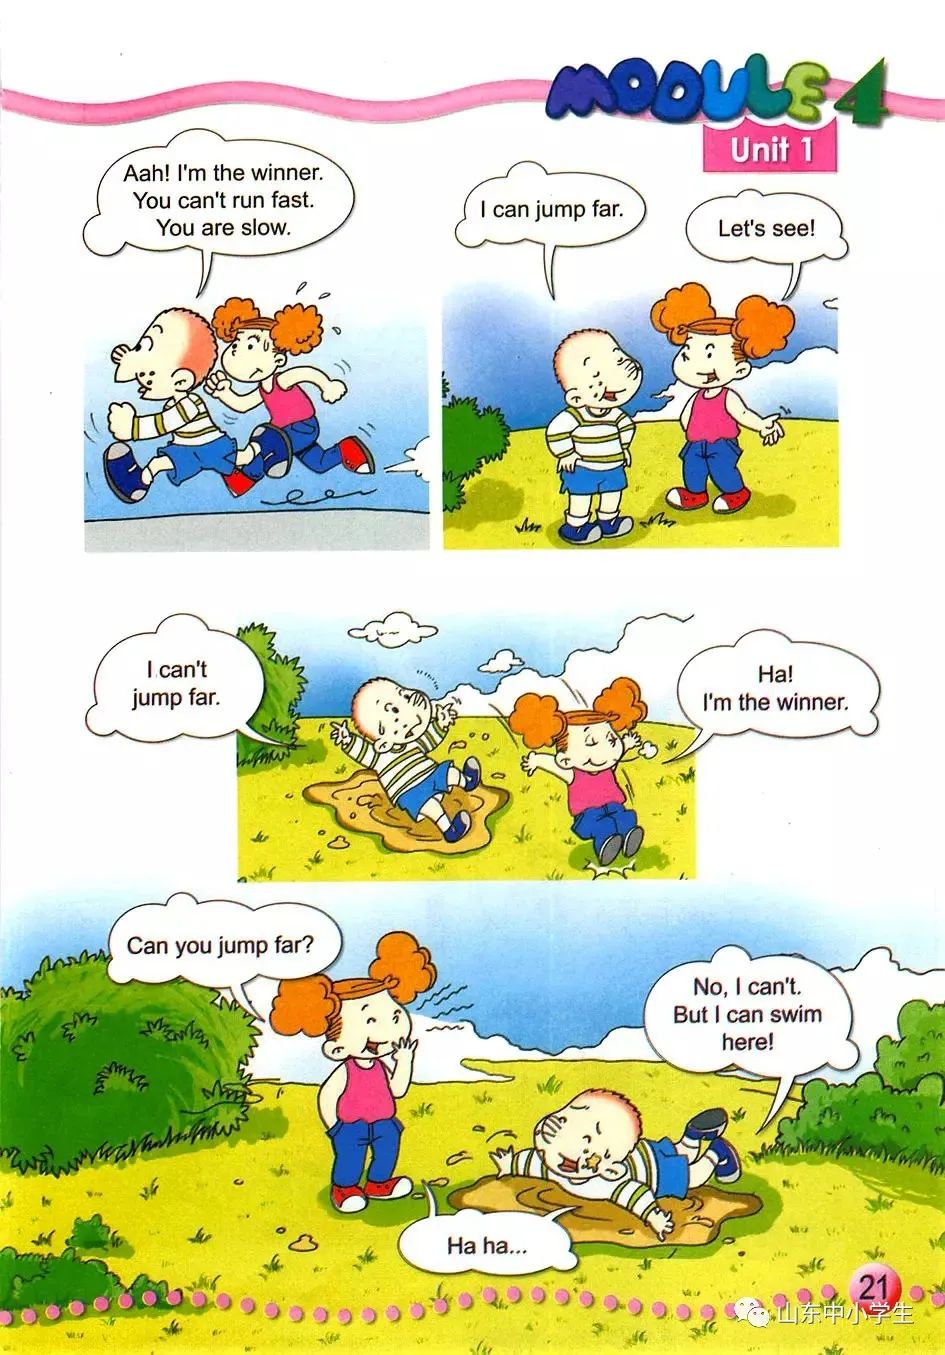 MODULE 4
Unit 1
Aah! I'm the winner.
You can't run fast.
You are slow.
I can jump far.
Let's see!
I can't
jump far.
Ha!
I'm the winner.
Can you jump far?
No, I can't.
But I can swim
here!
Ha ha...
21
山东中小学生